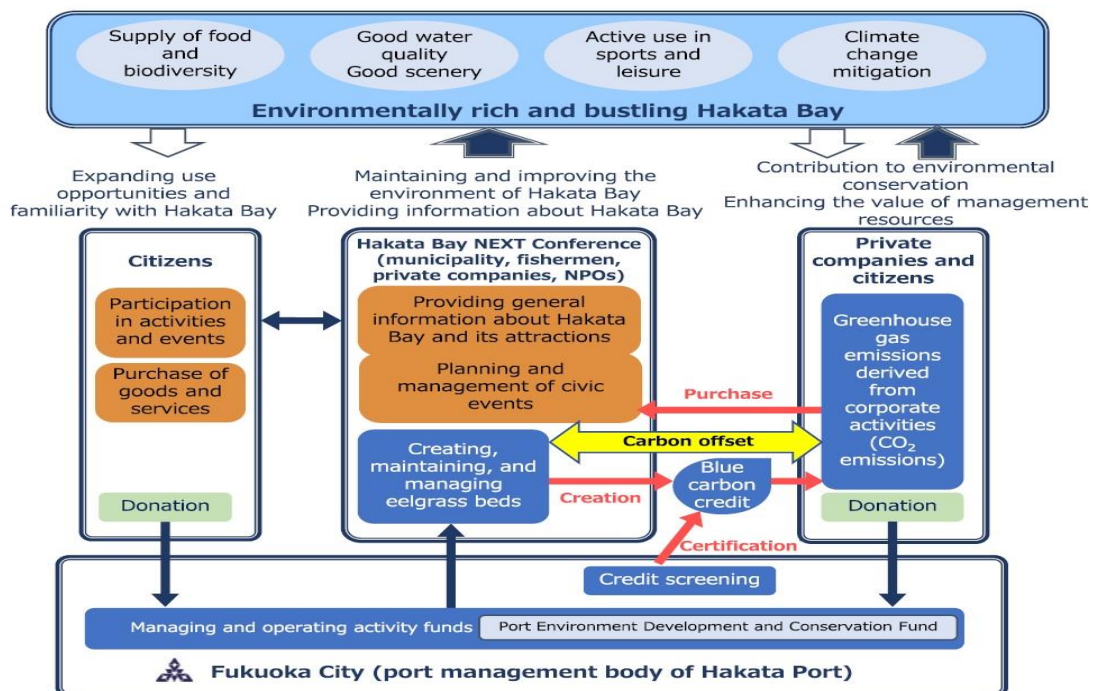 Supply of food
and
biodiversity
Good water
quality
Good scenery
Active use in
sports and
leisure
Climate
change
mitigation
Environmentally rich and bustling Hakata Bay
Expanding use
opportunities and
familiarity with Hakata Bay
Maintaining and improving the
environment of Hakata Bay
Providing information about Hakata Bay
Contribution to environmental
conservation
Enhancing the value of management
resources
Citizens
Participation
in activities
and events
Purchase of
goods and
services
Donation
Hakata Bay NEXT Conference
(municipality, fishermen,
private companies, NPOs)
Providing general
information about Hakata
Bay and its attractions
Planning and
management of civic
events
Creating,
maintaining, and
managing
eelgrass beds
Purchase
Carbon offset
Creation
Blue
carbon
credit
Certification
Credit screening
Private
companies and
citizens
Greenhouse
gas
emissions
derived
from
corporate
activities
(CO₂
emissions)
Donation
Managing and operating activity funds
Port Environment Development and Conservation Fund
Fukuoka City (port management body of Hakata Port)